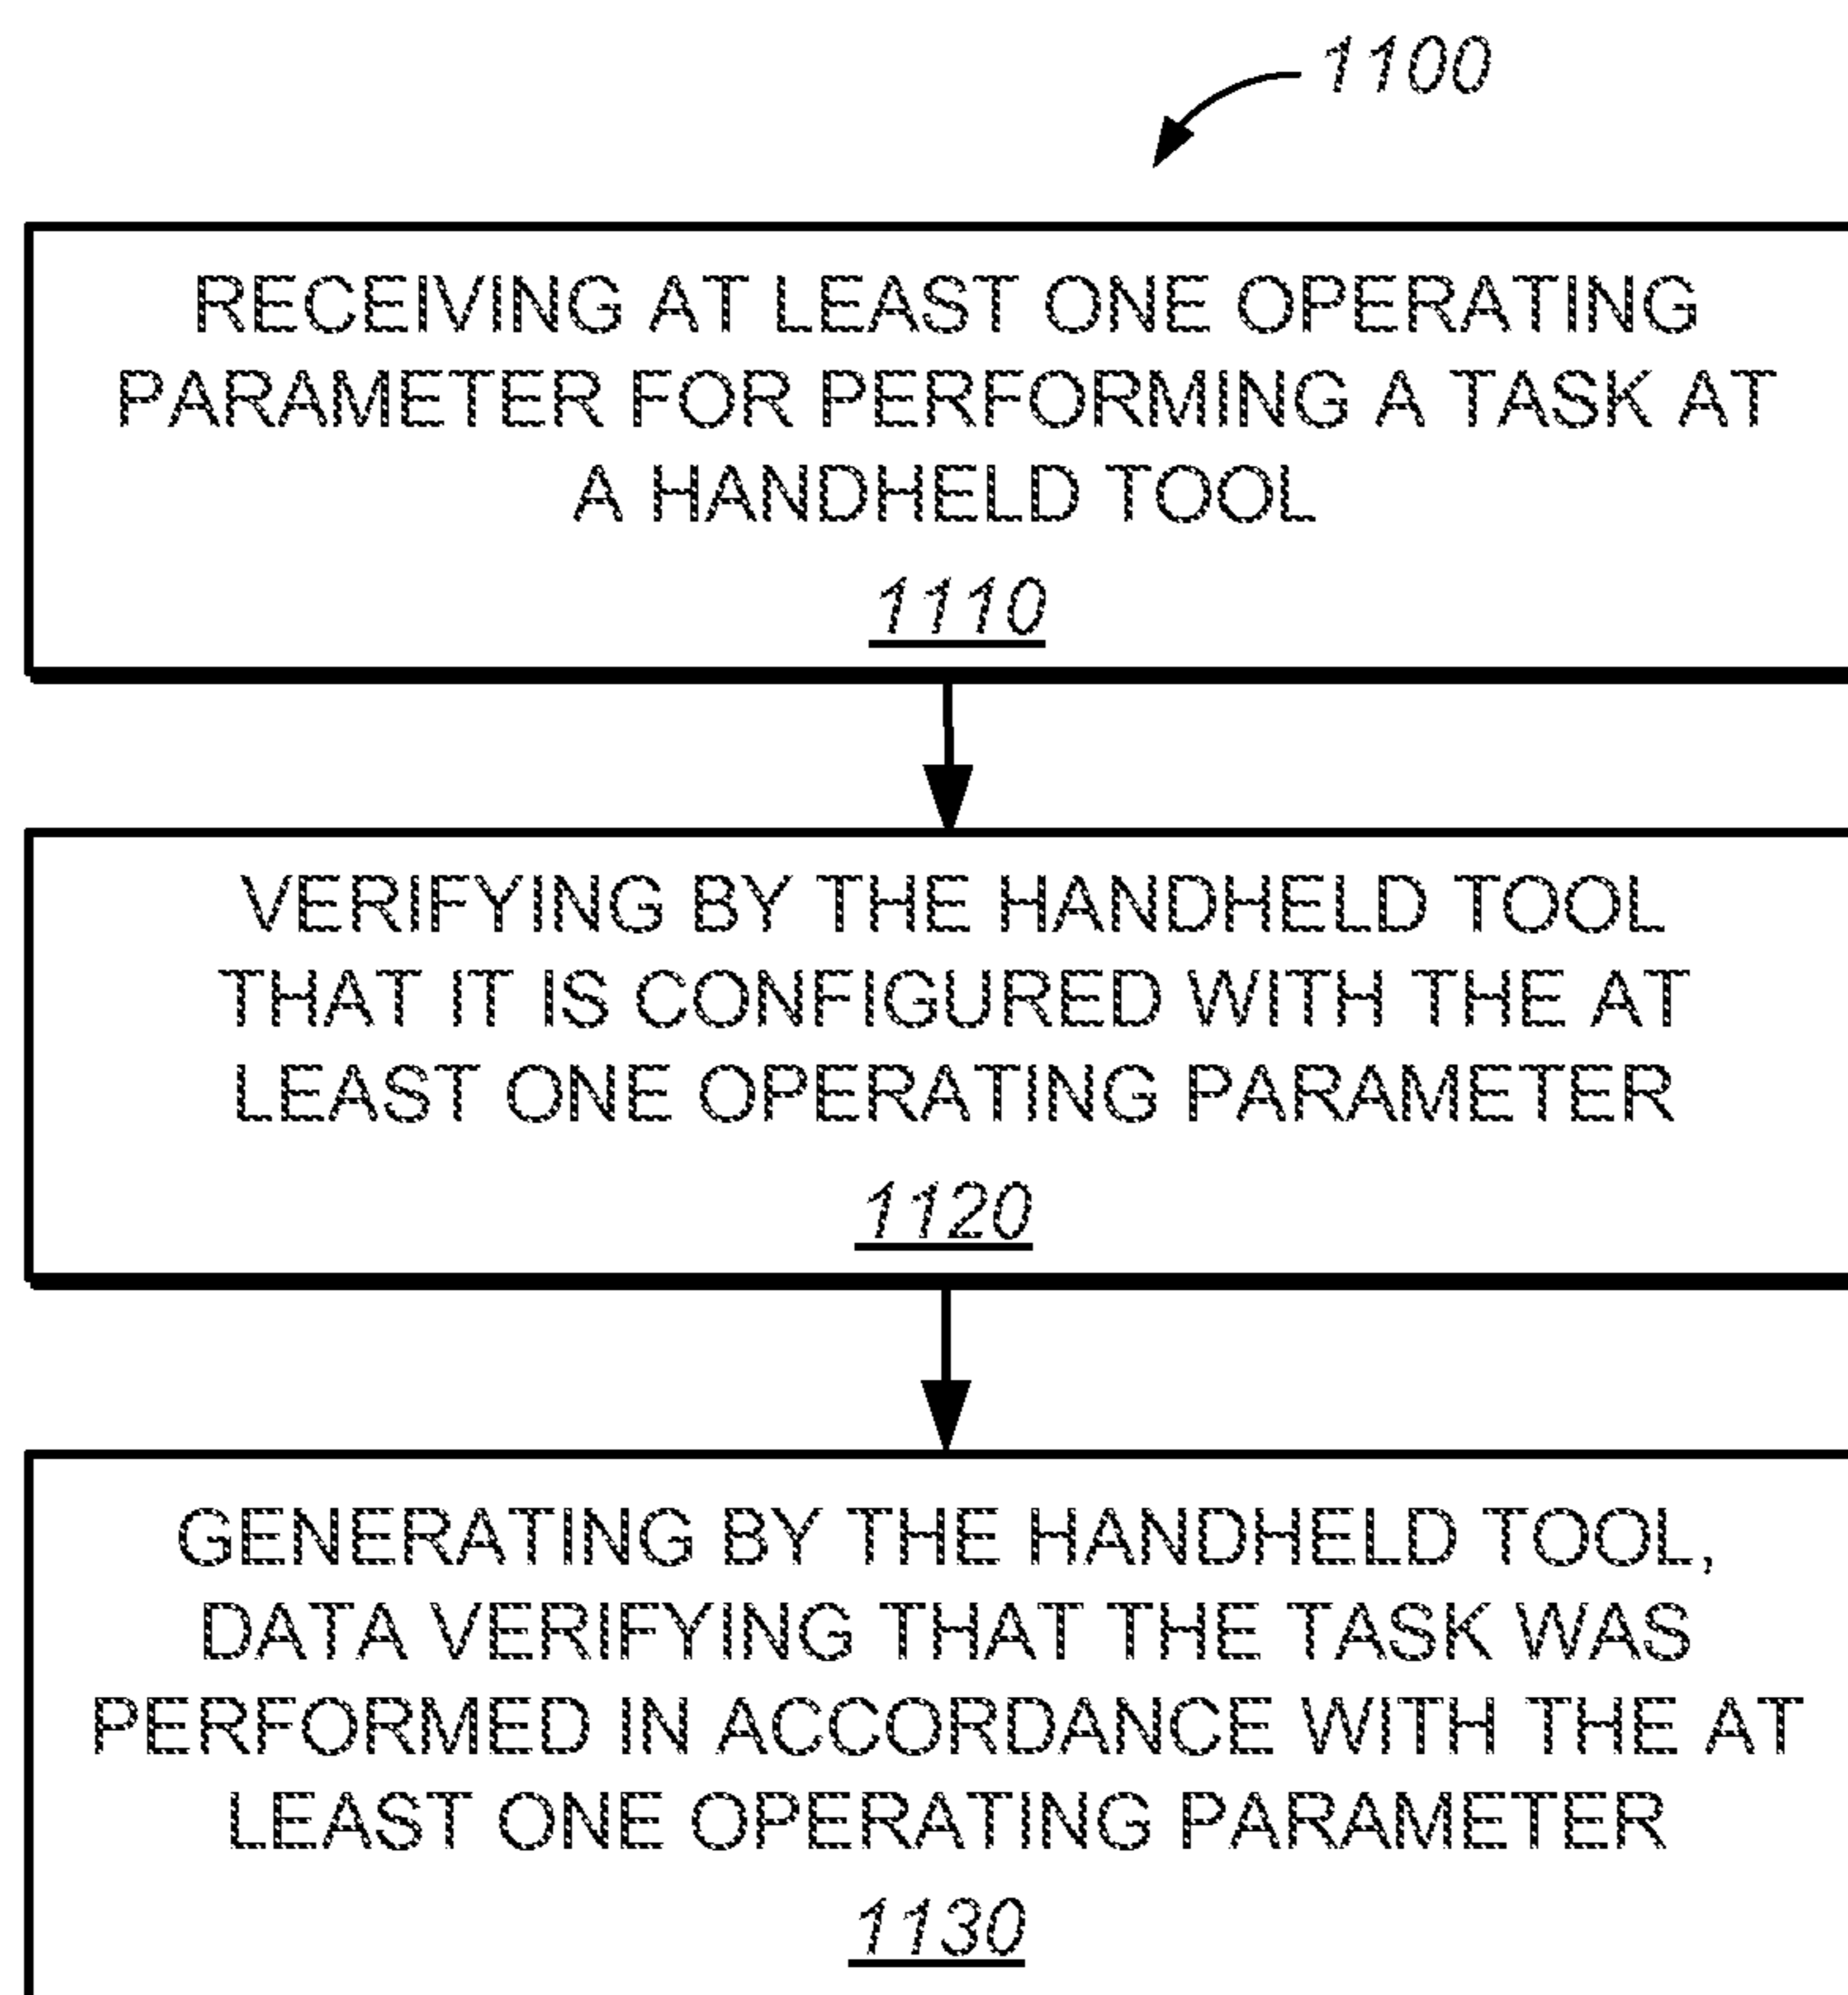 1100
RECEIVING AT LEAST ONE OPERATING
PARAMETER FOR PERFORMING A TASK AT
A HANDHELD TOOL
1110
VERIFYING BY THE HANDHELD TOOL
THAT IT IS CONFIGURED WITH THE AT
LEAST ONE OPERATING PARAMETER
1120
GENERATING BY THE HANDHELD TOOL,
DATA VERIFYING THAT THE TASK WAS
PERFORMED IN ACCORDANCE WITH THE AT
LEAST ONE OPERATING PARAMETER
1130